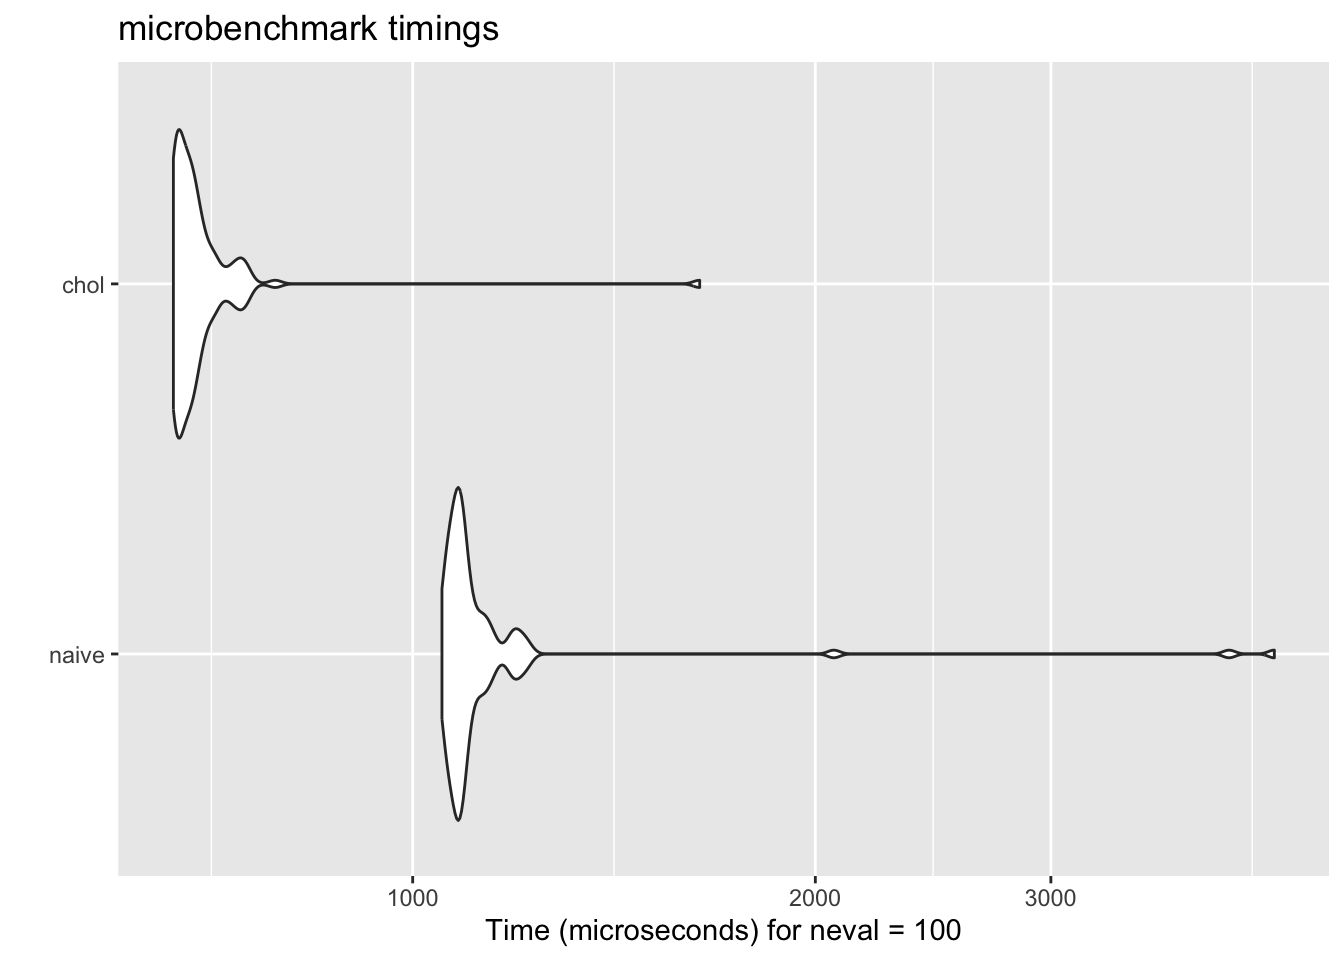 microbenchmark timings
chol
naive
1000 2000 3000
Time (microseconds) for neval = 100